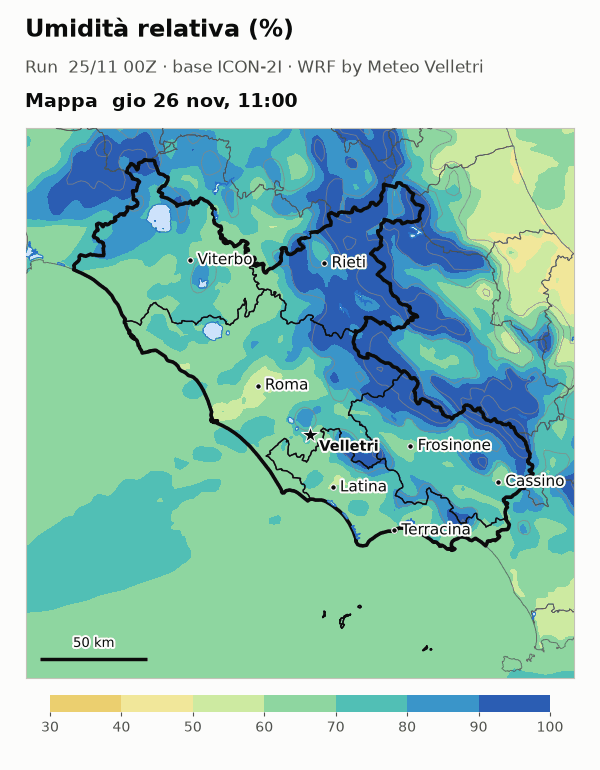 Umidità relativa (%)
Run 25/11 00Z · base ICON-2I · WRF by Meteo Velletri
Mappa gio 26 nov, 11:00
Viterbo
Rieti
Roma
Velletri
Frosinone
Cassino
Latina
Terracina
50 km
30 40 50 60 70 80 90 100